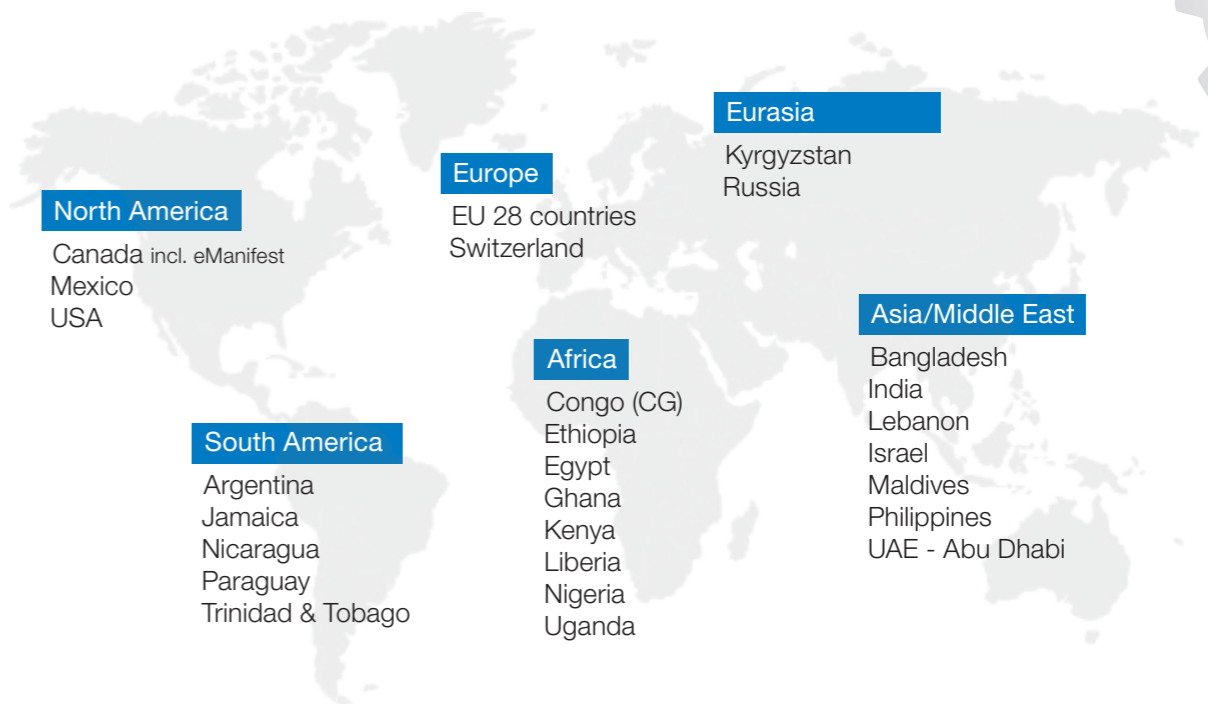 North America
Canada incl. eManifest
Mexico
USA
South America
Argentina
Jamaica
Nicaragua
Paraguay
Trinidad & Tobago
Europe
EU 28 countries
Switzerland
Africa
Congo (CG)
Ethiopia
Egypt
Ghana
Kenya
Liberia
Nigeria
Uganda
Eurasia
Kyrgyzstan
Russia
Asia/Middle East
Bangladesh
India
Lebanon
Israel
Maldives
Philippines
UAE - Abu Dhabi